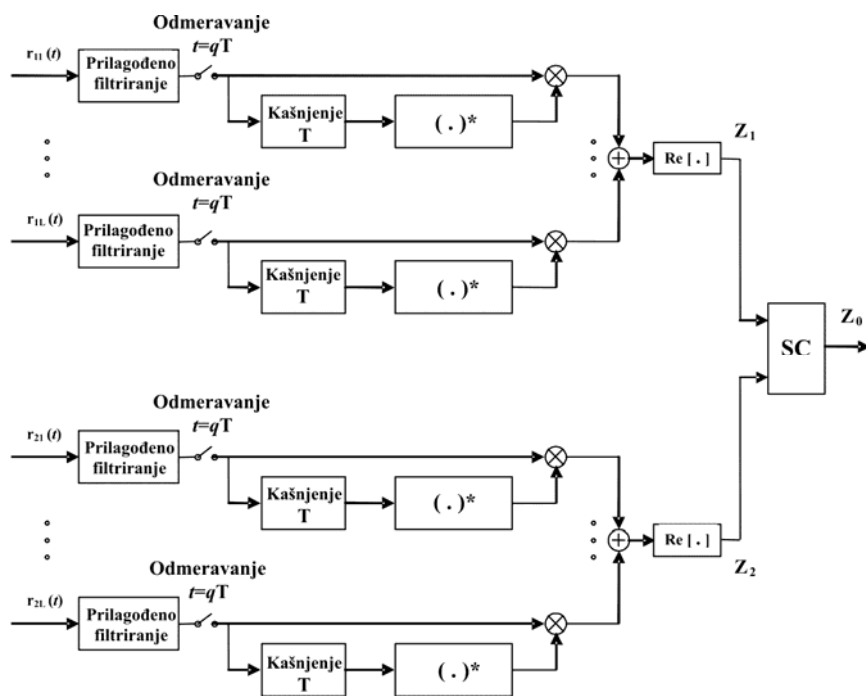 Odmeravanje
t=qT
r₁₁(t)
Prilagođeno
filtriranje
Kašnjenje
T
( . )*
Odmeravanje
t=qT
r₁L(t)
Prilagođeno
filtriranje
Kašnjenje
T
( . )*
Re [ . ]
Z₁
SC
Z₀
Odmeravanje
t=qT
r₂₁(t)
Prilagođeno
filtriranje
Kašnjenje
T
( . )*
Re [ . ]
Z₂
Odmeravanje
t=qT
r₂L(t)
Prilagođeno
filtriranje
Kašnjenje
T
( . )*